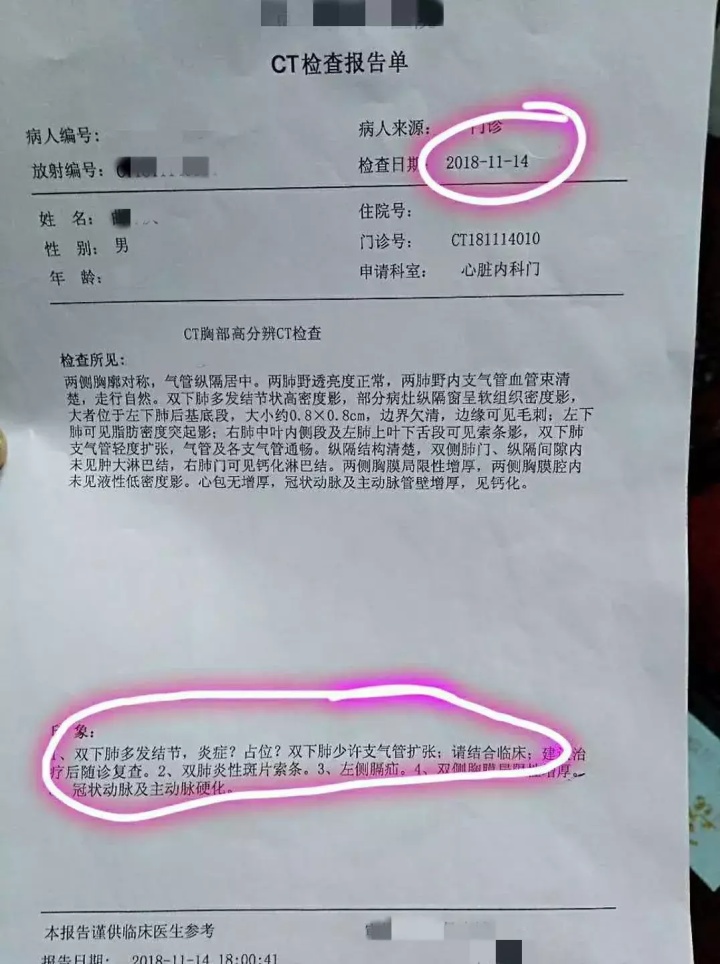 CT检查报告单
病人编号:
病人来源: 门诊
放射编号:
检查日期 2018-11-14
姓 名:
住院号:
性 别: 男
门诊号: CT181114010
年 龄:
申请科室: 心脏内科门
CT胸部高分辨CT检查
检查所见:
两侧胸廓对称，气管纵隔居中。两肺野透亮度正常，两肺野内支气管血管束清
楚，走行自然。双下肺多发结节状高密度影，部分病灶纵隔窗呈软组织密度影，
大者位于左下肺后基底段，大小约0.8×0.8cm，边界欠清，边缘可见毛刺；左下
肺可见脂肪密度突起影；右肺中叶内侧段及左肺上叶下舌段可见索条影，双下肺
支气管轻度扩张，气管及各支气管通畅。纵隔结构清楚，双侧肺门、纵隔间隙内
未见肿大淋巴结，右肺门可见钙化淋巴结。两侧胸膜局限性增厚，两侧胸膜腔内
未见液性低密度影。心包无增厚，冠状动脉及主动脉管壁增厚，见钙化。
象:
1、双下肺多发结节，炎症？占位？双下肺少许支气管扩张；请结合临床；建议治
疗后随诊复查。2、双肺炎性斑片索条。3、左侧膈疝。4、双侧胸膜局限性增厚。
冠状动脉及主动脉硬化。
本报告谨供临床医生参考
报告日期: 2018-11-14 18:00:41